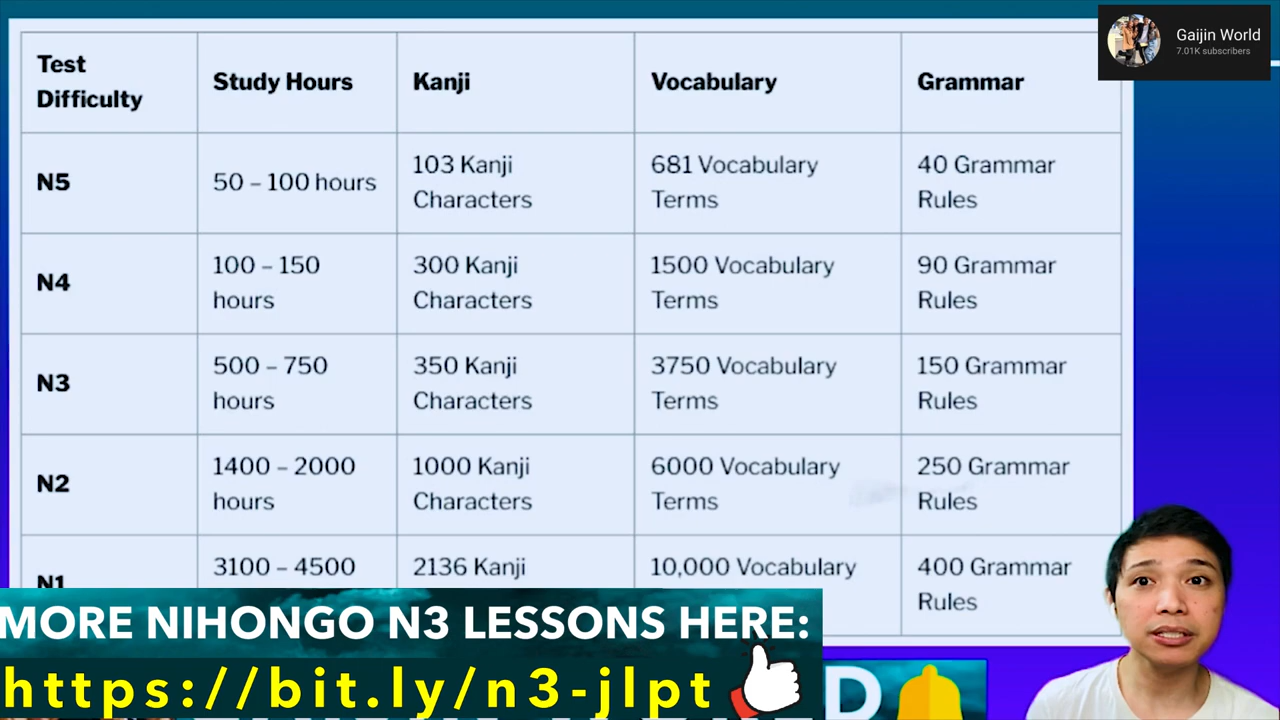 Gaijin World
7.01K subscribers
Test
Difficulty
Study Hours
Kanji
Vocabulary
Grammar
N5
50 – 100 hours
103 Kanji
Characters
681 Vocabulary
Terms
40 Grammar
Rules
N4
100 – 150
hours
300 Kanji
Characters
1500 Vocabulary
Terms
90 Grammar
Rules
N3
500 – 750
hours
350 Kanji
Characters
3750 Vocabulary
Terms
150 Grammar
Rules
N2
1400 – 2000
hours
1000 Kanji
Characters
6000 Vocabulary
Terms
250 Grammar
Rules
N1
3100 – 4500
2136 Kanji
10,000 Vocabulary
400 Grammar
Rules
MORE NIHONGO N3 LESSONS HERE:
https://bit.ly/n3-jlpt